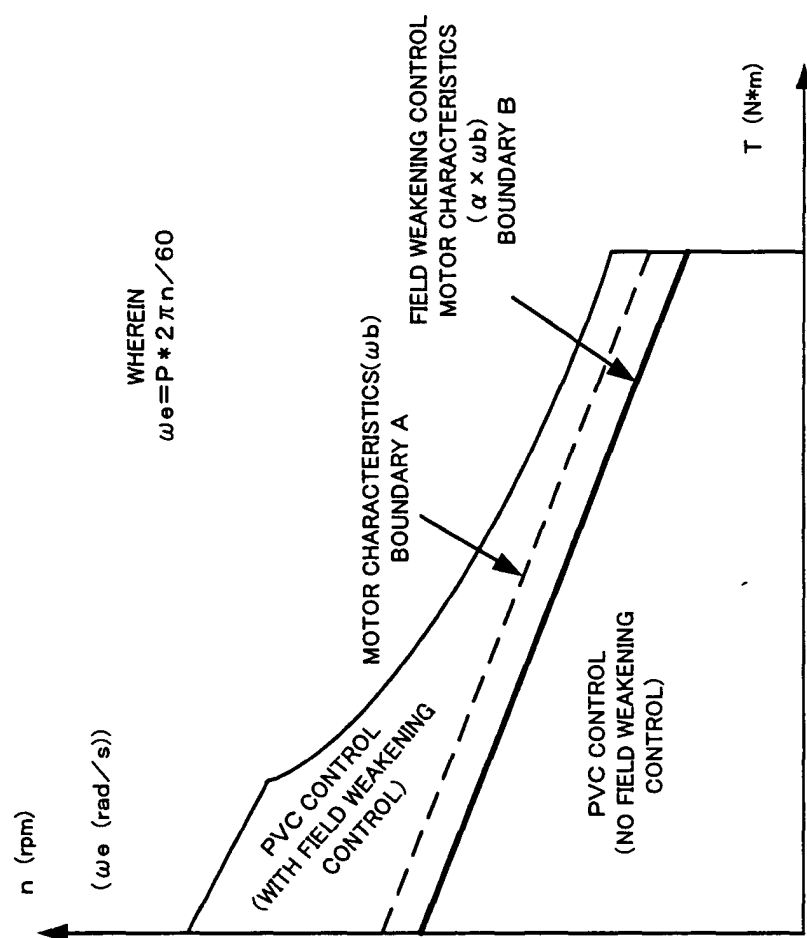 n (rpm)
(ωe (rad/s))
WHEREIN
ωe=P*2πn/60
MOTOR CHARACTERISTICS(ωb)
BOUNDARY A
FIELD WEAKENING CONTROL
MOTOR CHARACTERISTICS
(α × ωb)
BOUNDARY B
PVC CONTROL
(WITH FIELD WEAKENING
CONTROL)
PVC CONTROL
(NO FIELD WEAKENING
CONTROL)
T (N*m)